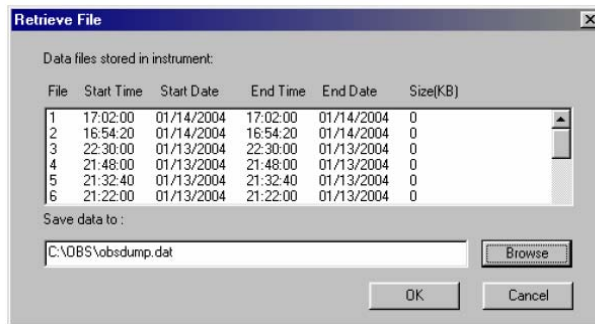 Retrieve File
Data files stored in instrument:
File Start Time Start Date End Time End Date Size(KB)
1 17:02:00 01/14/2004 17:02:00 01/14/2004 0
2 16:54:20 01/14/2004 16:54:20 01/14/2004 0
3 22:30:00 01/13/2004 22:30:00 01/13/2004 0
4 21:48:00 01/13/2004 21:48:00 01/13/2004 0
5 21:32:40 01/13/2004 21:32:40 01/13/2004 0
6 21:22:00 01/13/2004 21:22:00 01/13/2004 0
Save data to :
C:\OBS\obsdump.dat Browse
OK Cancel